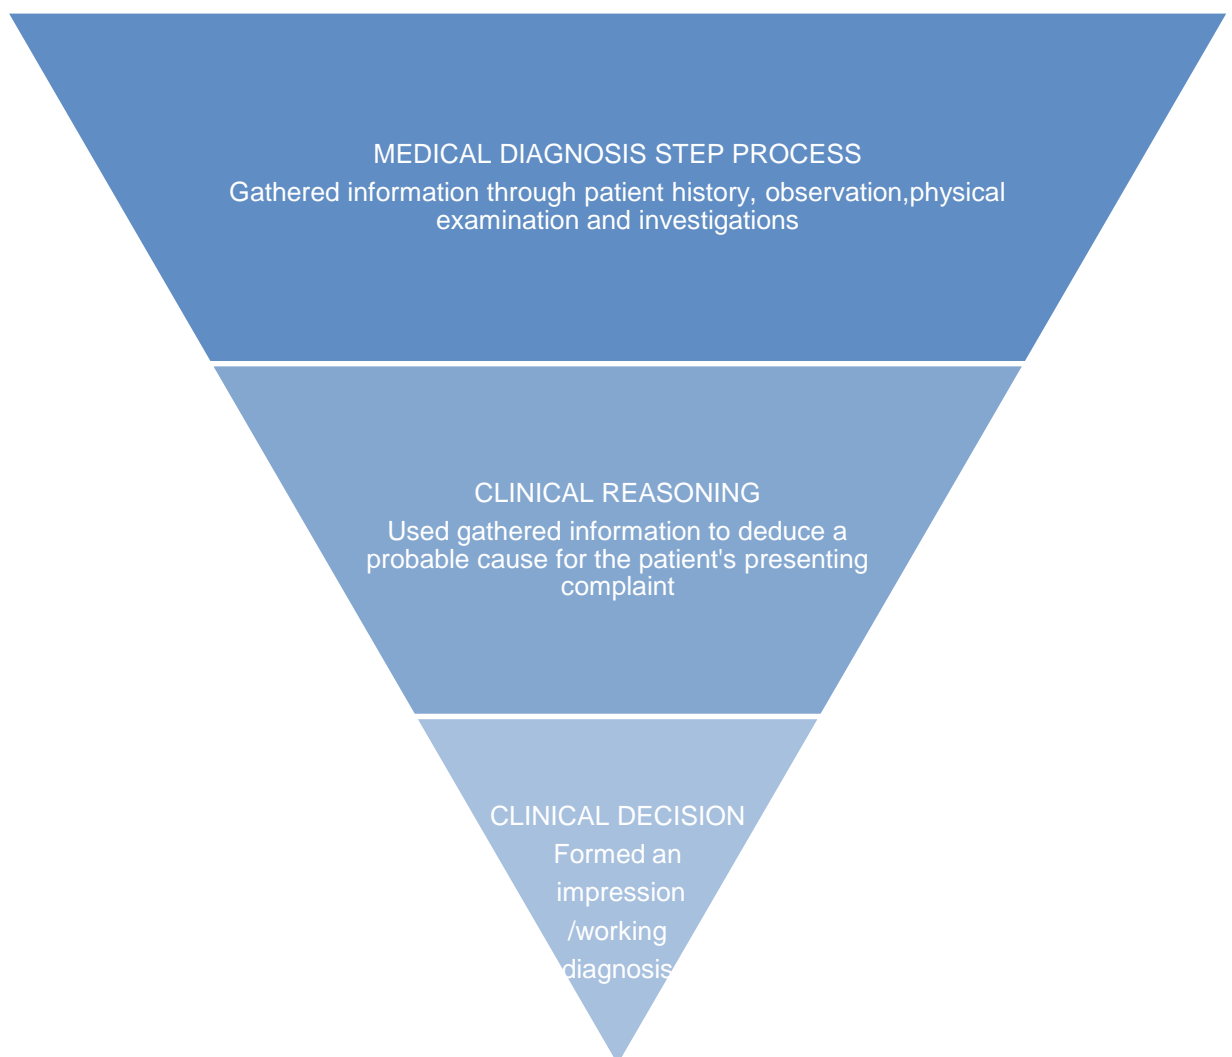 MEDICAL DIAGNOSIS STEP PROCESS
Gathered information through patient history, observation,physical
examination and investigations
CLINICAL REASONING
Used gathered information to deduce a
probable cause for the patient's presenting
complaint
CLINICAL DECISION
Formed an
impression
/working
diagnosis